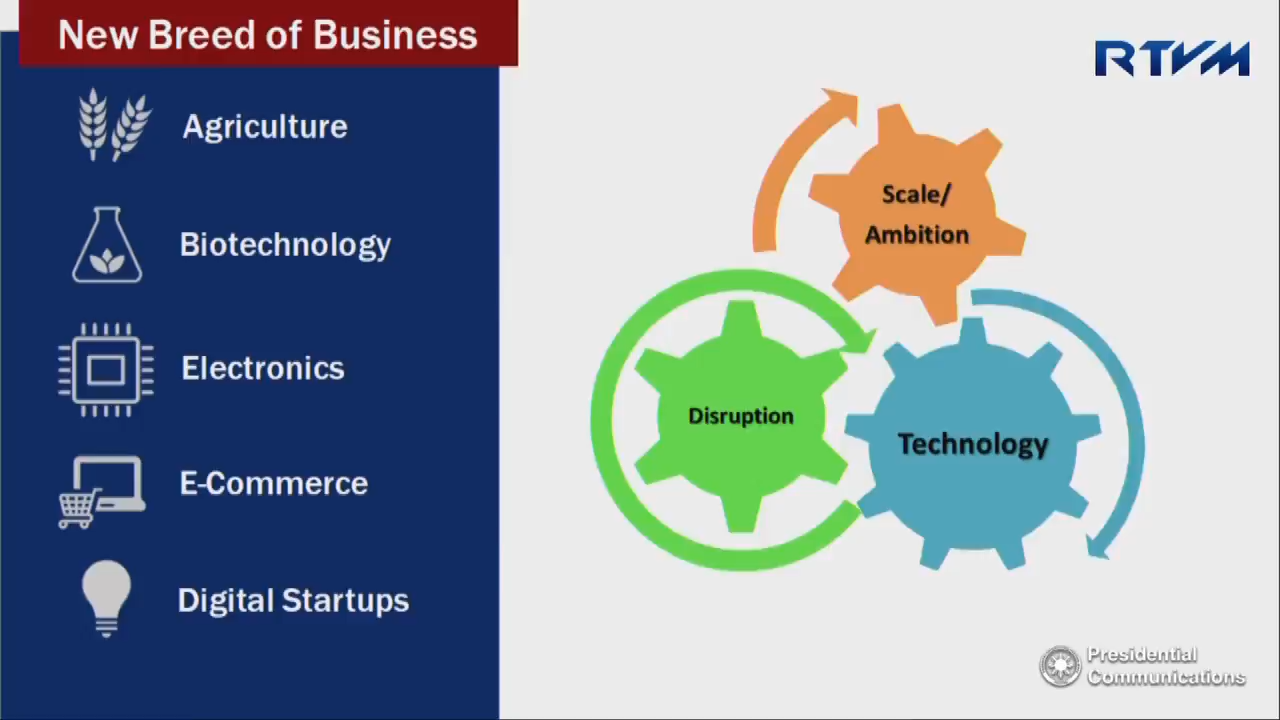 New Breed of Business
RTVM
Agriculture
Biotechnology
Electronics
E-Commerce
Digital Startups
Scale/
Ambition
Disruption
Technology
Presidential
Communications